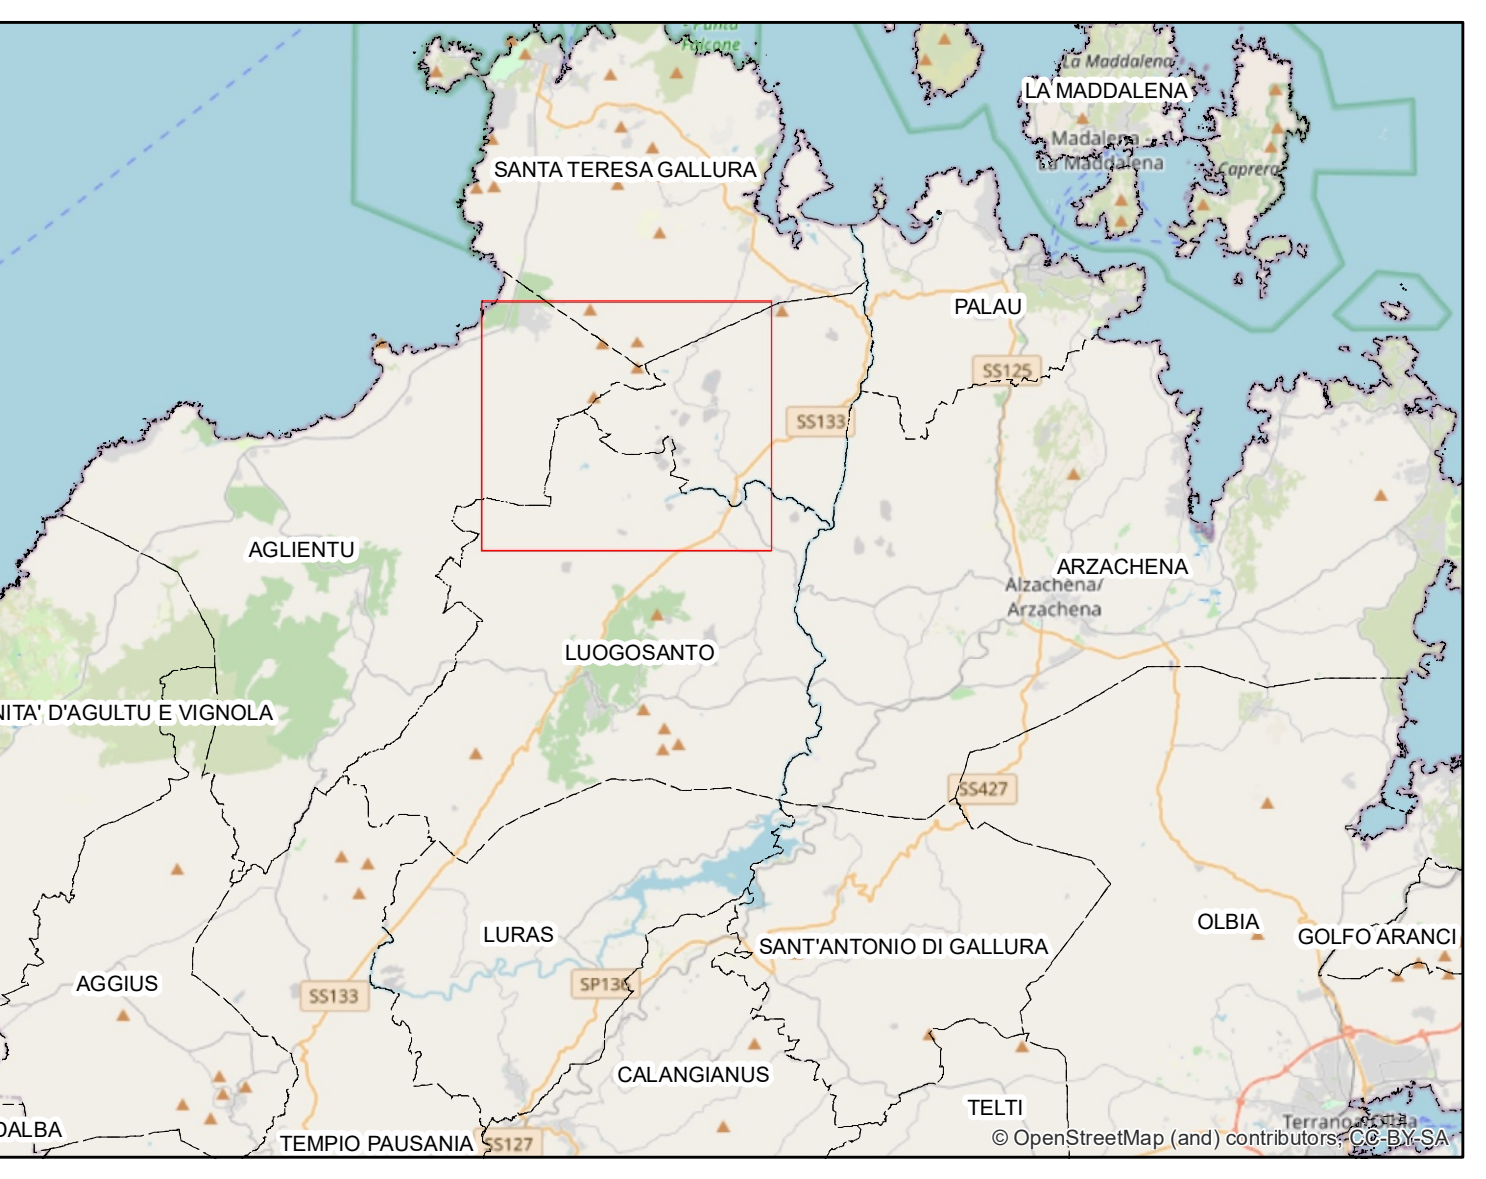 - Punta
Falcone
La Maddalena
LA MADDALENA
Madalena -
La Maddalena
Caprera
SANTA TERESA GALLURA
PALAU
SS125
SS133
AGLIENTU
ARZACHENA
Alzachena/
Arzachena
LUOGOSANTO
NITA' D'AGULTU E VIGNOLA
SS427
LURAS
OLBIA
GOLFO ARANCI
SANT'ANTONIO DI GALLURA
AGGIUS
SS133
SP136
CALANGIANUS
TELTI
DALBA
TEMPIO PAUSANIA
SS127
© OpenStreetMap (and) contributors, CC-BY-SA